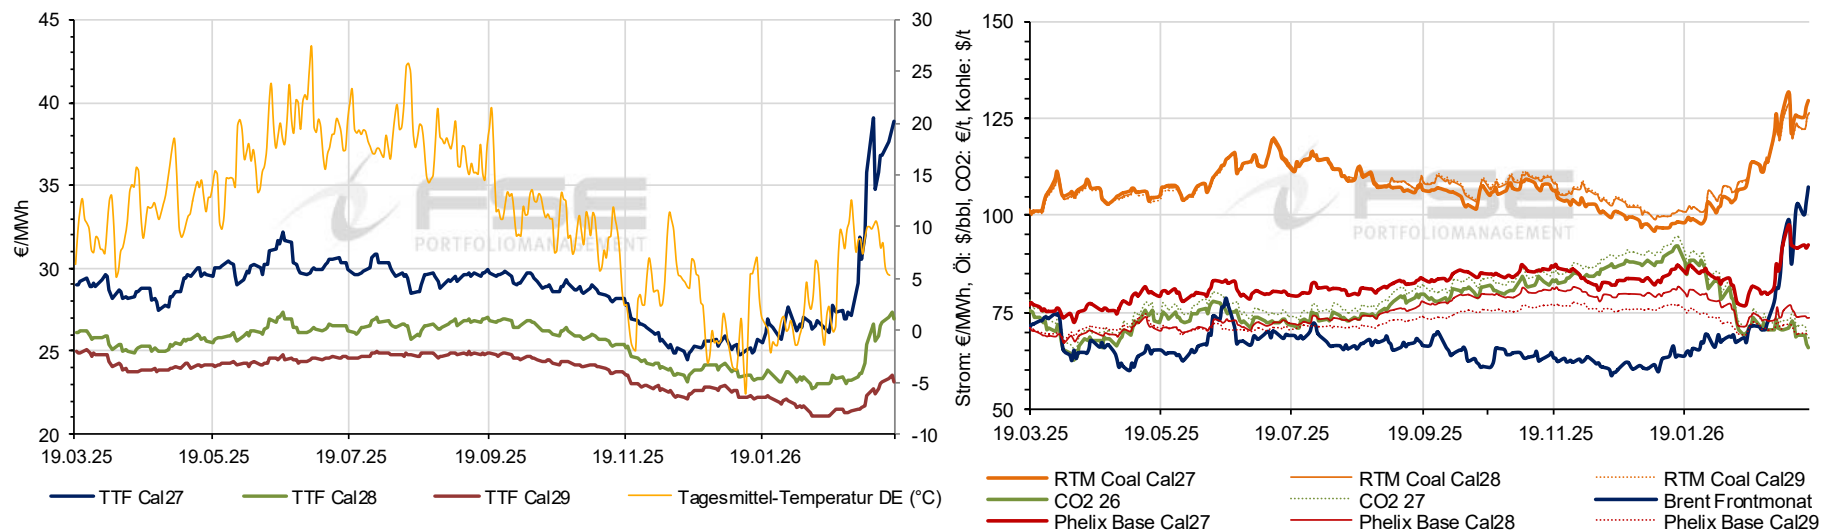 45
40
35
30
25
20
€/MWh
30
25
20
15
10
5
0
-5
-10
FSE
PORTFOLIOMANAGEMENT
19.03.25 19.05.25 19.07.25 19.09.25 19.11.25 19.01.26
TTF Cal27 TTF Cal28 TTF Cal29 Tagesmittel-Temperatur DE (°C)
Strom: €/MWh, Öl: $/bbl, CO2: €/t, Kohle: $/t
150
125
100
75
50
FSE
PORTFOLIOMANAGEMENT
19.03.25 19.05.25 19.07.25 19.09.25 19.11.25 19.01.26
RTM Coal Cal27 RTM Coal Cal28 RTM Coal Cal29
CO2 26 CO2 27 Brent Frontmonat
Phelix Base Cal27 Phelix Base Cal28 Phelix Base Cal29